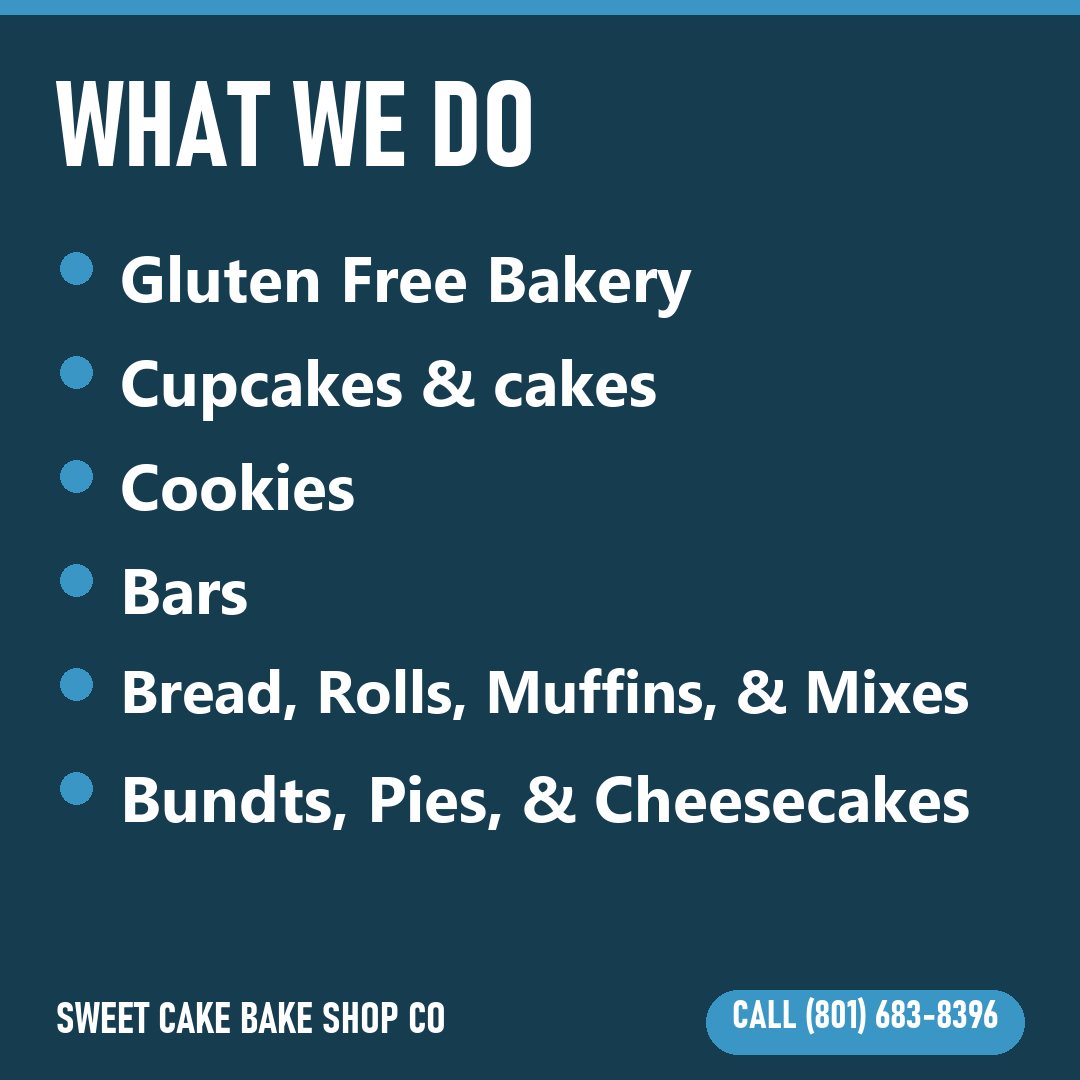 WHAT WE DO
Gluten Free Bakery
Cupcakes & cakes
Cookies
Bars
Bread, Rolls, Muffins, & Mixes
Bundts, Pies, & Cheesecakes
SWEET CAKE BAKE SHOP CO
CALL (801) 683-8396